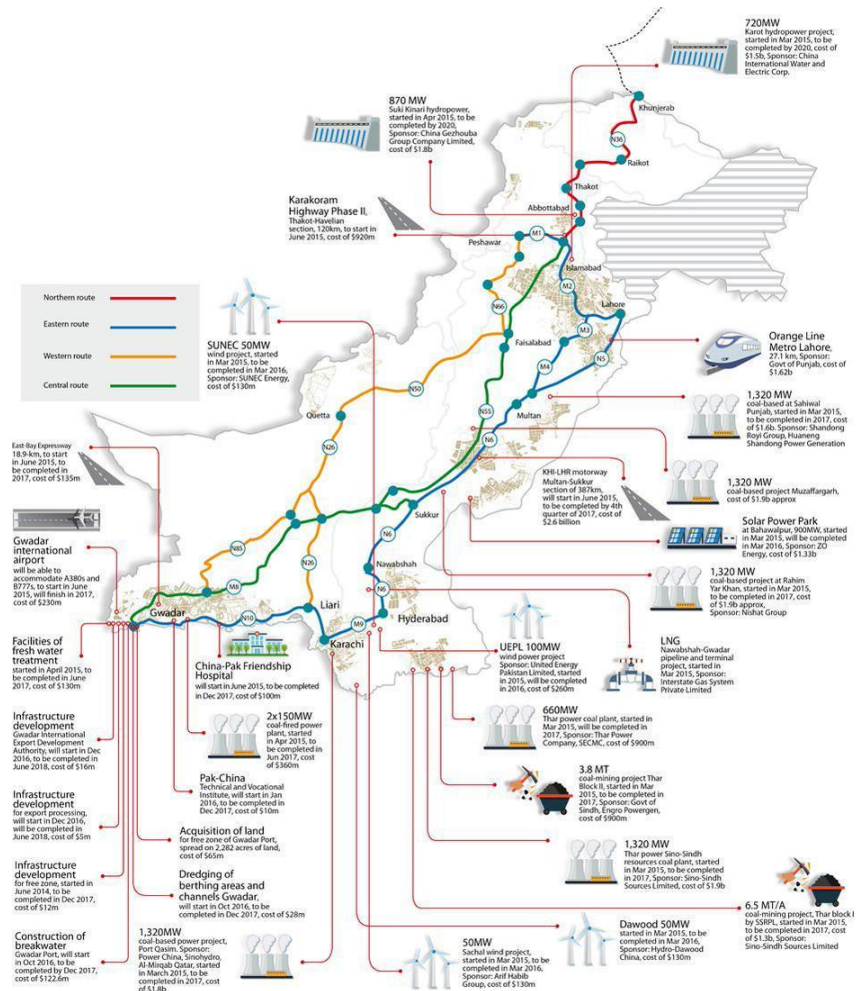 720MW
Karot hydropower project,
started in Mar 2015, to be
completed by 2020, cost of
$1.5b, Sponsor: China
International Water and
Electric Corp.
870 MW
Suki Kinari hydropower,
started in Apr 2015, to be
completed by 2020,
Sponsor: China Gezhouba
Group Company Limited,
cost of $1.8b
Khunjerab
N36
Raikot
Thakot
Karakoram
Highway Phase II,
Thakot-Havelian
section, 120km, to start in
June 2015, cost of $920m
Abbottabad
Peshawar
M1
Islamabad
M2
Northern route
Eastern route
Western route
Central route
SUNEC 50MW
wind project, started
in Mar 2015, to be
completed in Mar 2016,
Sponsor: SUNEC Energy,
cost of $130m
N66
Lahore
M3
Faisalabad
N5
M4
Orange Line
Metro Lahore,
27.1 km, Sponsor:
Govt of Punjab, cost of
$1.62b
N50
Quetta
N55
Multan
N26
N6
1,320 MW
coal-based at Sahiwal
Punjab, started in Mar 2015,
to be completed in 2017, cost
of $1.6b. Sponsor: Shandong
Royi Group, Huaneng
Shandong Power Generation
East-Bay Expressway
18.9-km, to start
in June 2015, to
be completed in
2017, cost of $135m
KHI-LHR motorway
Multan-Sukkur
section of 387km,
will start in June 2015,
to be completed by 4th
quarter of 2017, cost of
$2.6 billion
1,320 MW
coal-based project Muzaffargarh,
cost of $1.9b approx
Solar Power Park
at Bahawalpur, 900MW, started
in Mar 2015, will be completed
in Mar 2016, Sponsor: ZO
Energy, cost of $1.33b
Sukkur
N6
Gwadar
international
airport
will be able to
accommodate A380s and
B777s, to start in June
2015, will finish in 2017,
cost of $230m
N85
N26
M8
Nawabshah
N6
1,320 MW
coal-based project at Rahim
Yar Khan, started in Mar 2015,
to be completed in 2017, cost of
$1.9b approx,
Sponsor: Nishat Group
Gwadar
N10
Liari
M9
Hyderabad
Karachi
Facilities of
fresh water
treatment
started in April 2015, to
be completed in June
2017, cost of $130m
China-Pak Friendship
Hospital
will start in June 2015, to be completed
in Dec 2017, cost of $100m
UEPL 100MW
wind power project
Sponsor: United Energy
Pakistan Limited, started
in 2015, will be completed
in 2016, cost of $260m
LNG
Nawabshah-Gwadar
pipeline and terminal
project, started in
Mar 2015, Sponsor:
Interstate Gas System
Private Limited
Infrastructure
development
Gwadar International
Export Development
Authority, will start in Dec
2016, to be completed in
June 2018, cost of $16m
2x150MW
coal-fired power
plant, started
in Apr 2015, to
be completed in
Jun 2017, cost of
$360m
660MW
Thar power coal plant, started in
Mar 2015, will be completed in
2017, Sponsor: Thar Power
Company, SECMC, cost of $900m
Pak-China
Technical and Vocational
Institute, will start in Jan
2016, to be completed in
Dec 2017, cost of $10m
3.8 MT
coal-mining project Thar
Block II, started in Mar
2015, to be completed in
2017, Sponsor: Govt of
Sindh, Engro Powergen,
cost of $900m
Infrastructure
development
for export processing,
will start in Dec 2016,
will be completed in
June 2018, cost of $5m
Acquisition of land
for free zone of Gwadar Port,
spread on 2,282 acres of land,
cost of $65m
1,320 MW
Thar power Sino-Sindh
resources coal plant, started
in Mar 2015, to be completed
in 2017, Sponsor: Sino-Sindh
Sources Limited, cost of $1.9b
Infrastructure
development
for free zone, started in
June 2014, to be
completed in Dec 2017,
cost of $12m
Dredging of
berthing areas and
channels Gwadar,
will start in Oct 2016, to be
completed in Dec 2017, cost of $28m
6.5 MT/A
coal-mining project, Thar block I
by SSRPL, started in Mar 2015,
to be completed in 2017, cost
of $1.3b, Sponsor:
Sino-Sindh Sources Limited
Construction of
breakwater
Gwadar Port, will start
in Oct 2016, to be
completed by Dec 2017,
cost of $122.6m
1,320MW
coal-based power project,
Port Qasim. Sponsor:
Power China, Sinohydro,
Al-Mirqab Qatar, started
in March 2015, to be
completed in 2017, cost
of $1.8b
50MW
Sachal wind project,
started in Mar 2015, to be
completed in Mar 2016,
Sponsor: Arif Habib
Group, cost of $130m
Dawood 50MW
started in Mar 2015, to be
completed in Mar 2016,
Sponsor: Hydro-Dawood
China, cost of $130m